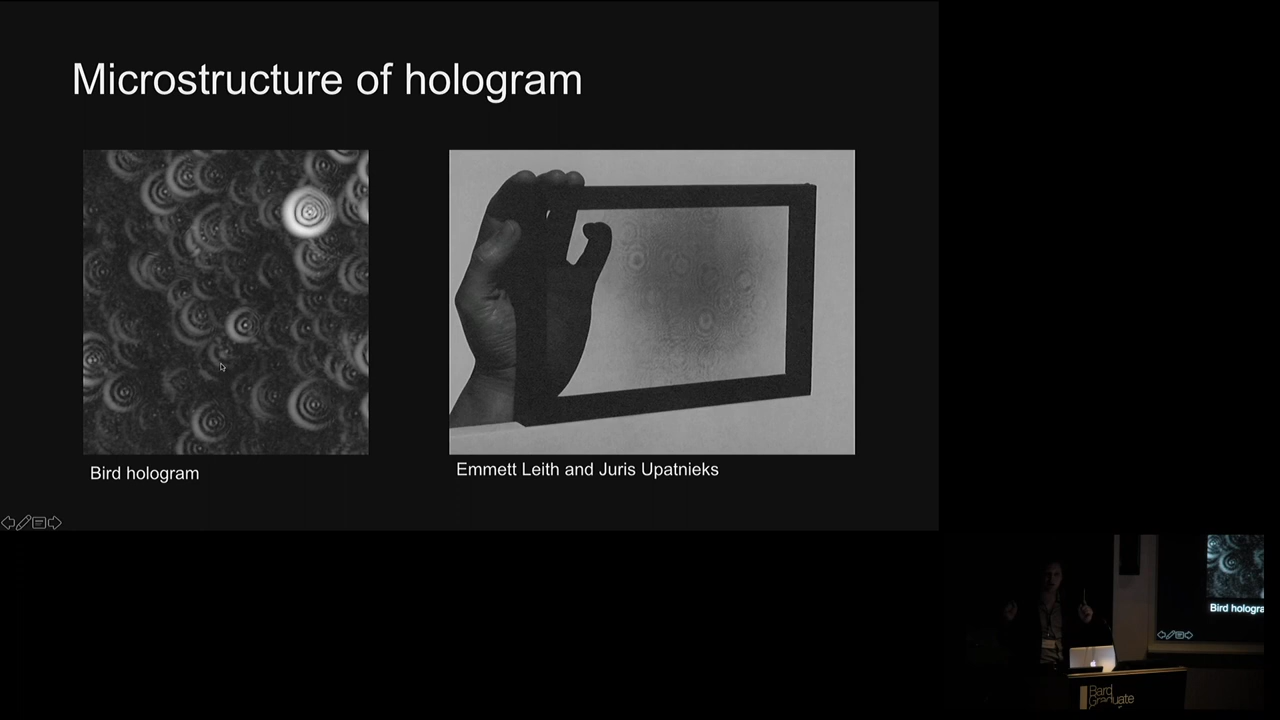 Microstructure of hologram
Bird hologram
Emmett Leith and Juris Upatnieks
Bird hologra
Bard
Graduate